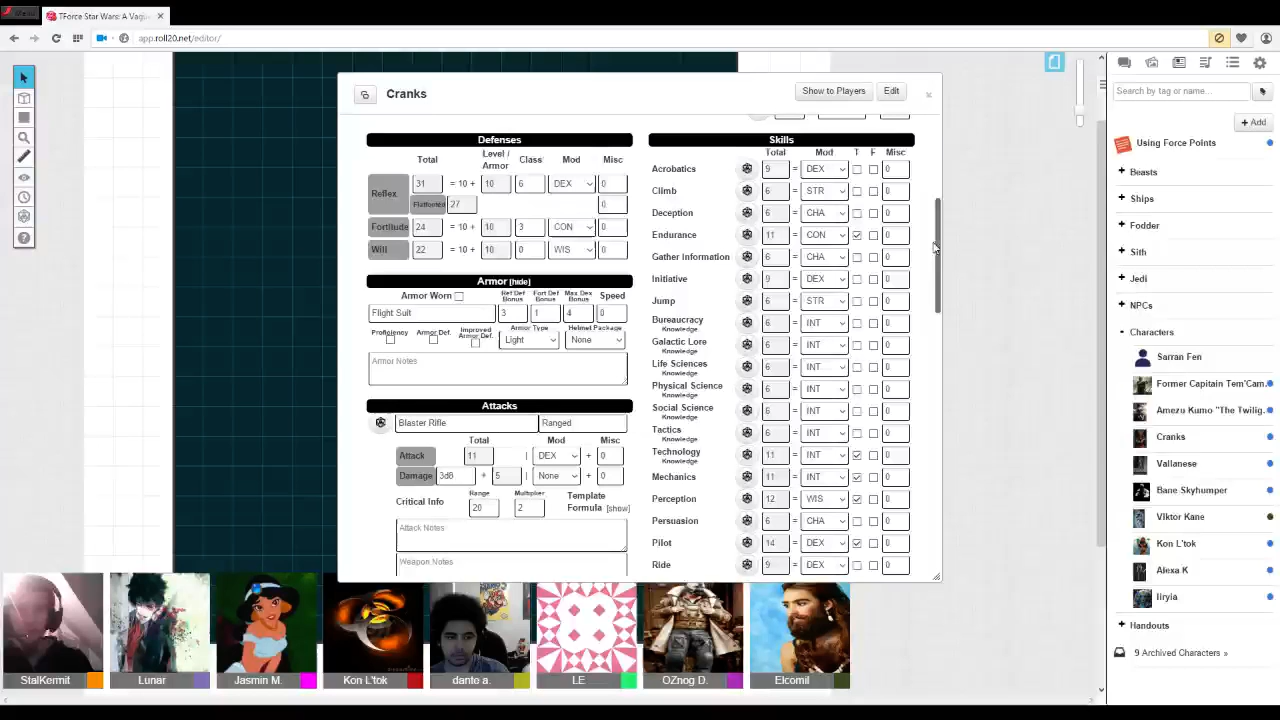 Menu
TForce Star Wars: A Vagu
app.roll20.net/editor/
Cranks
Show to Players
Edit
Defenses
Total
Level / Armor
Class
Mod
Misc
Reflex 31 = 10 + 10 6 DEX 0
Flatfooted 27 0
Fortitude 24 = 10 + 10 3 CON 0
Will 22 = 10 + 10 0 WIS 0
Armor [hide]
Armor Worn
Ref Def Bonus
Fort Def Bonus
Max Dex Bonus
Speed
Flight Suit 3 1 4 0
Proficiency
Armor Def.
Improved Armor Def.
Armor Type
Light
Helmet Package
None
Armor Notes
Attacks
Blaster Rifle Ranged
Total Mod Misc
Attack 11 | DEX + 0
Damage 3d8 + 5 | None + 0
Critical Info
Range
20
Multiplier
2
Template Formula [show]
Attack Notes
Weapon Notes
Skills
Total Mod T F Misc
Acrobatics 9 = DEX 0
Climb 6 = STR 0
Deception 6 = CHA 0
Endurance 11 = CON 0
Gather Information 6 = CHA 0
Initiative 9 = DEX 0
Jump 6 = STR 0
Bureaucracy Knowledge 6 = INT 0
Galactic Lore Knowledge 6 = INT 0
Life Sciences Knowledge 6 = INT 0
Physical Science Knowledge 6 = INT 0
Social Science Knowledge 6 = INT 0
Tactics Knowledge 6 = INT 0
Technology Knowledge 11 = INT 0
Mechanics 11 = INT 0
Perception 12 = WIS 0
Persuasion 6 = CHA 0
Pilot 14 = DEX 0
Ride 9 = DEX 0
Search by tag or name...
+ Add
Using Force Points
Beasts
Ships
Fodder
Sith
Jedi
NPCs
Characters
Sarran Fen
Former Capitain Tem'Cam.
Amezu Kumo "The Twilig.
Cranks
Vallanese
Bane Skyhumper
Viktor Kane
Kon L'tok
Alexa K
Iiryia
Handouts
9 Archived Characters »
StalKermit
Lunar
Jasmin M.
Kon L'tok
dante a.
LE
OZnog D.
Elcomil